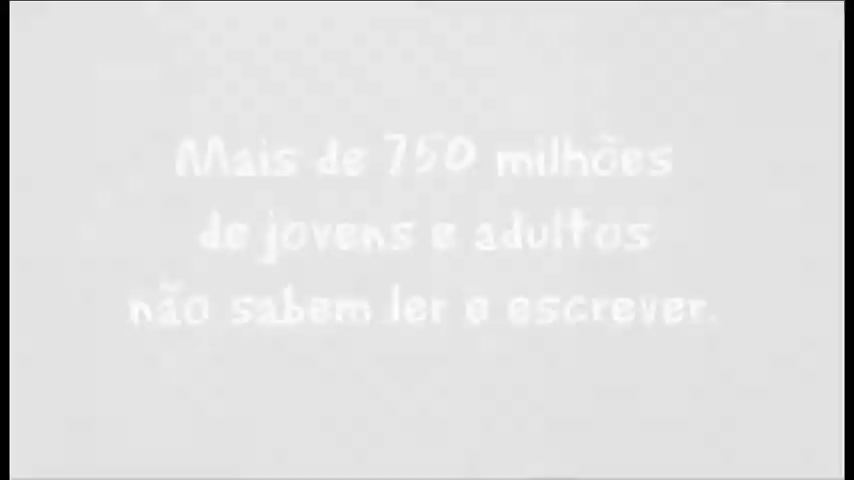 Mais de 750 milhões
de jovens e adultos
não sabem ler e escrever.